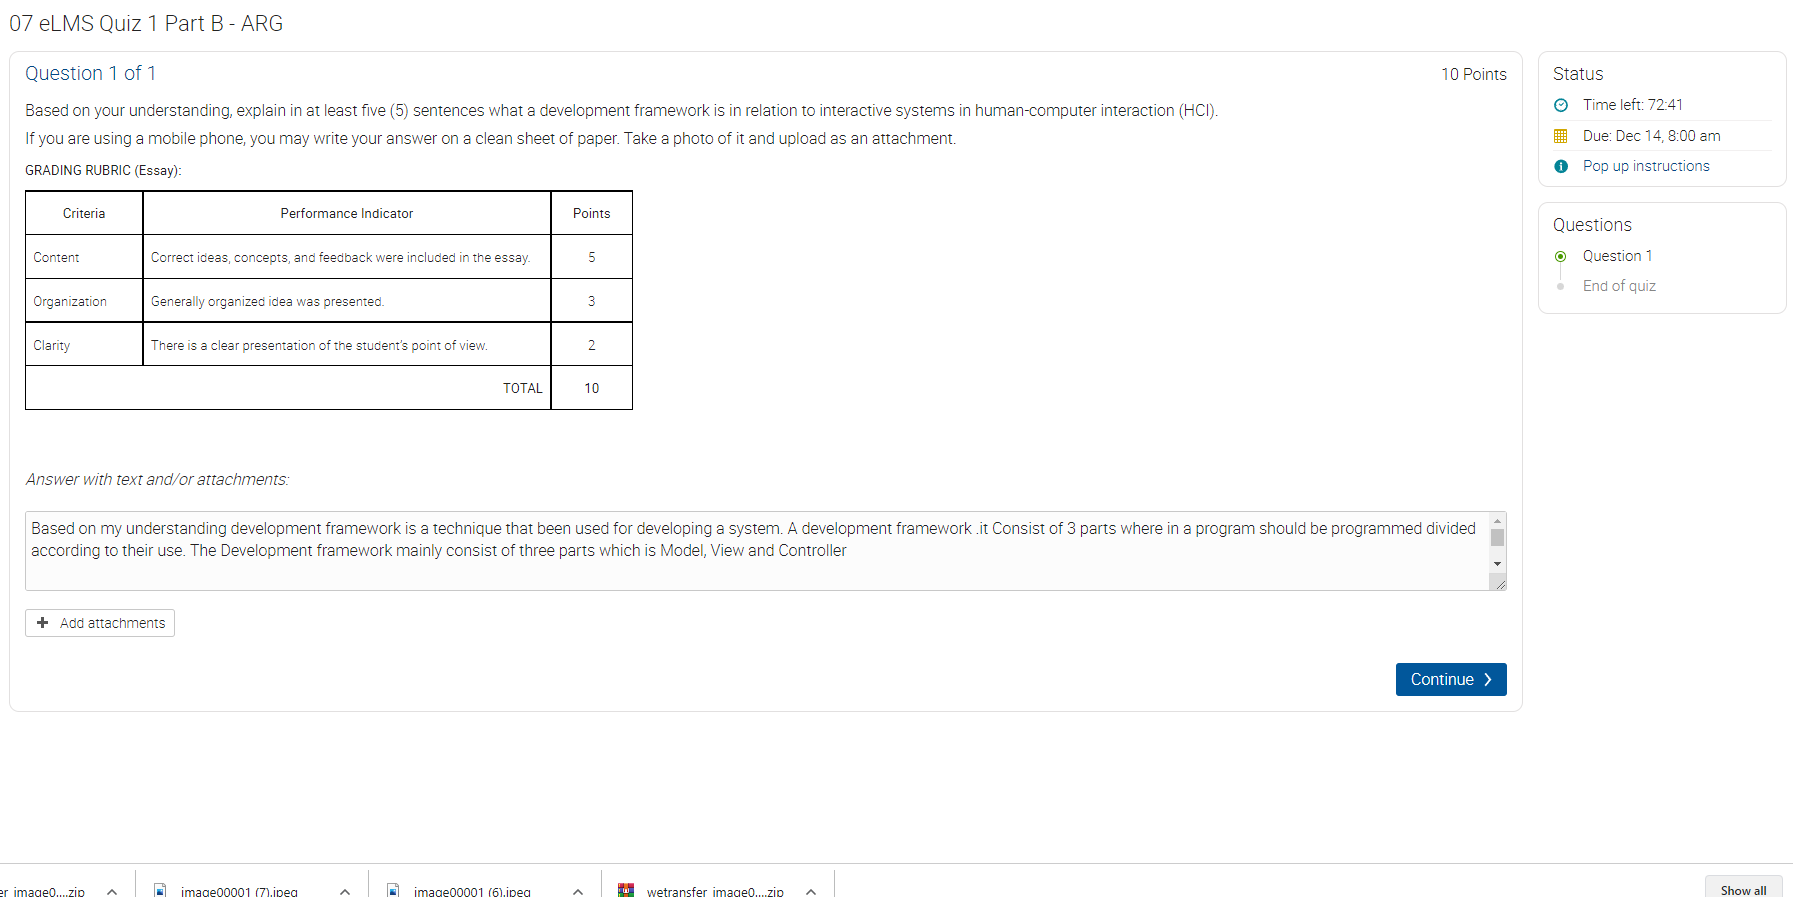 07 eLMS Quiz 1 Part B - ARG
Question 1 of 1
10 Points
Based on your understanding, explain in at least five (5) sentences what a development framework is in relation to interactive systems in human-computer interaction (HCI).
If you are using a mobile phone, you may write your answer on a clean sheet of paper. Take a photo of it and upload as an attachment.
GRADING RUBRIC (Essay):
Criteria Performance Indicator Points
Content Correct ideas, concepts, and feedback were included in the essay. 5
Organization Generally organized idea was presented. 3
Clarity There is a clear presentation of the student's point of view. 2
TOTAL 10
Answer with text and/or attachments:
Based on my understanding development framework is a technique that been used for developing a system. A development framework .it Consist of 3 parts where in a program should be programmed divided
according to their use. The Development framework mainly consist of three parts which is Model, View and Controller
Add attachments
Continue
Status
Time left: 72:41
Due: Dec 14, 8:00 am
Pop up instructions
Questions
Question 1
End of quiz
er_image0....zip
image00001 (7).jpeg
image00001 (6).jpeg
wetransfer_image0....zip
Show all